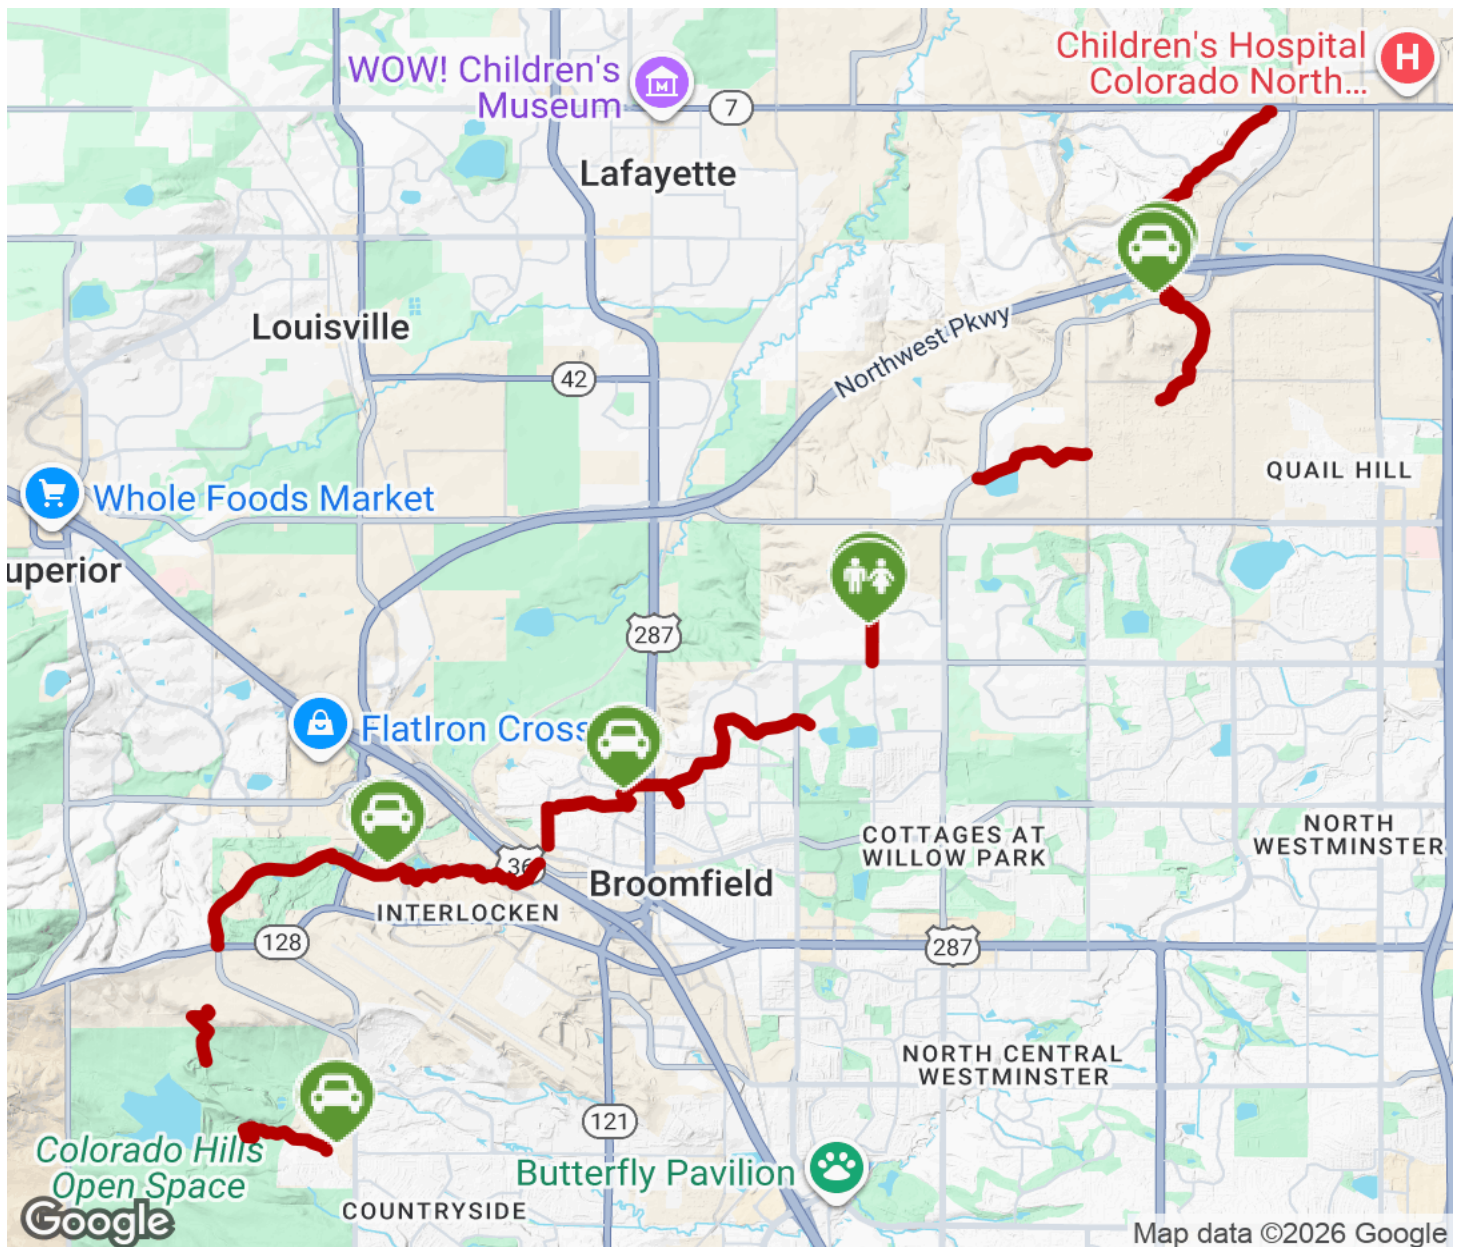 WOW! Children's
Museum
7
Children's Hospital
Colorado North...
H
M
Lafayette
Louisville
42
Northwest Pkwy
QUAIL HILL
Whole Foods Market
uperior
287
FlatIron Cross
36
COTTAGES AT
WILLOW PARK
NORTH
WESTMINSTER
Broomfield
INTERLOCKEN
128
287
NORTH CENTRAL
WESTMINSTER
121
Colorado Hills
Open Space
Butterfly Pavilion
COUNTRYSIDE
Google
Map data ©2026 Google